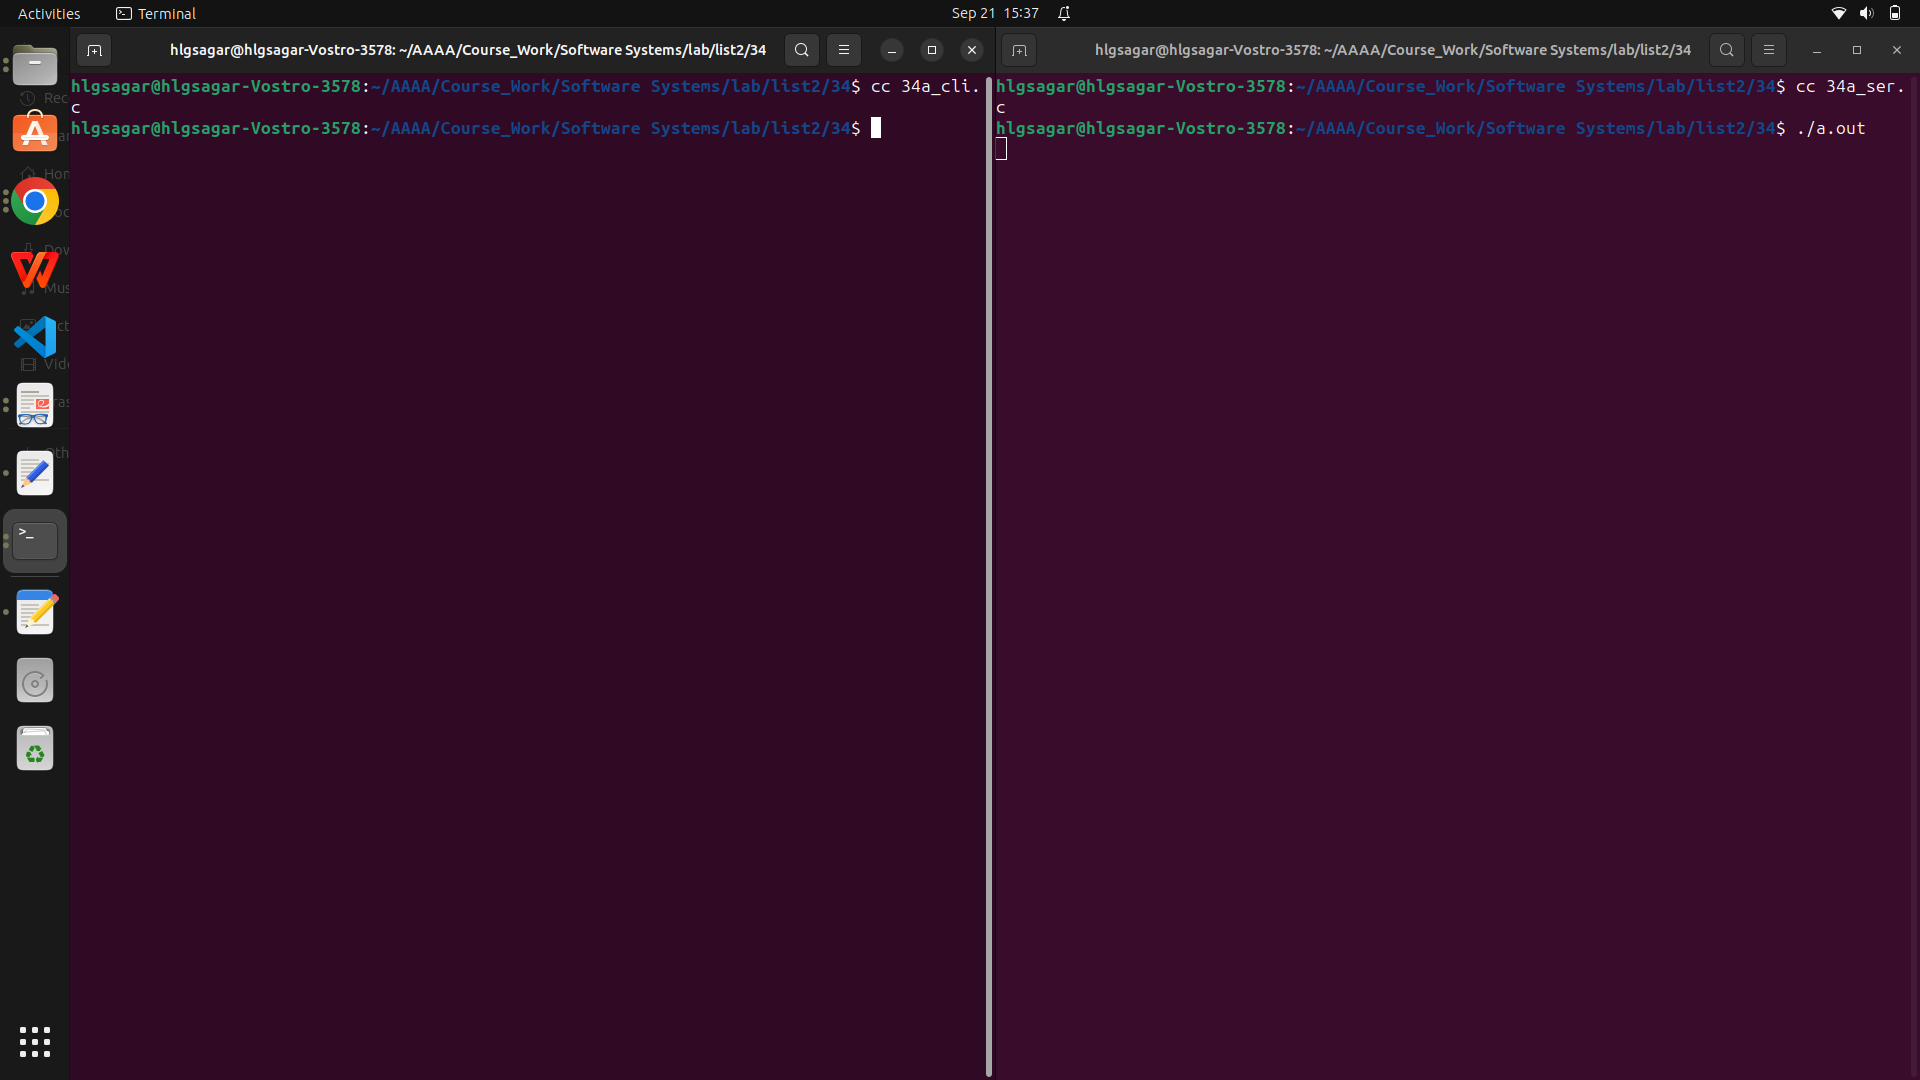 Activities
Terminal
Sep 21 15:37
hlgsagar@hlgsagar-Vostro-3578: ~/AAAA/Course_Work/Software Systems/lab/list2/34
hlgsagar@hlgsagar-Vostro-3578:~/AAAA/Course_Work/Software Systems/lab/list2/34$ cc 34a_cli.
c
hlgsagar@hlgsagar-Vostro-3578:~/AAAA/Course_Work/Software Systems/lab/list2/34$
hlgsagar@hlgsagar-Vostro-3578: ~/AAAA/Course_Work/Software Systems/lab/list2/34
hlgsagar@hlgsagar-Vostro-3578:~/AAAA/Course_Work/Software Systems/lab/list2/34$ cc 34a_ser.
c
hlgsagar@hlgsagar-Vostro-3578:~/AAAA/Course_Work/Software Systems/lab/list2/34$ ./a.out